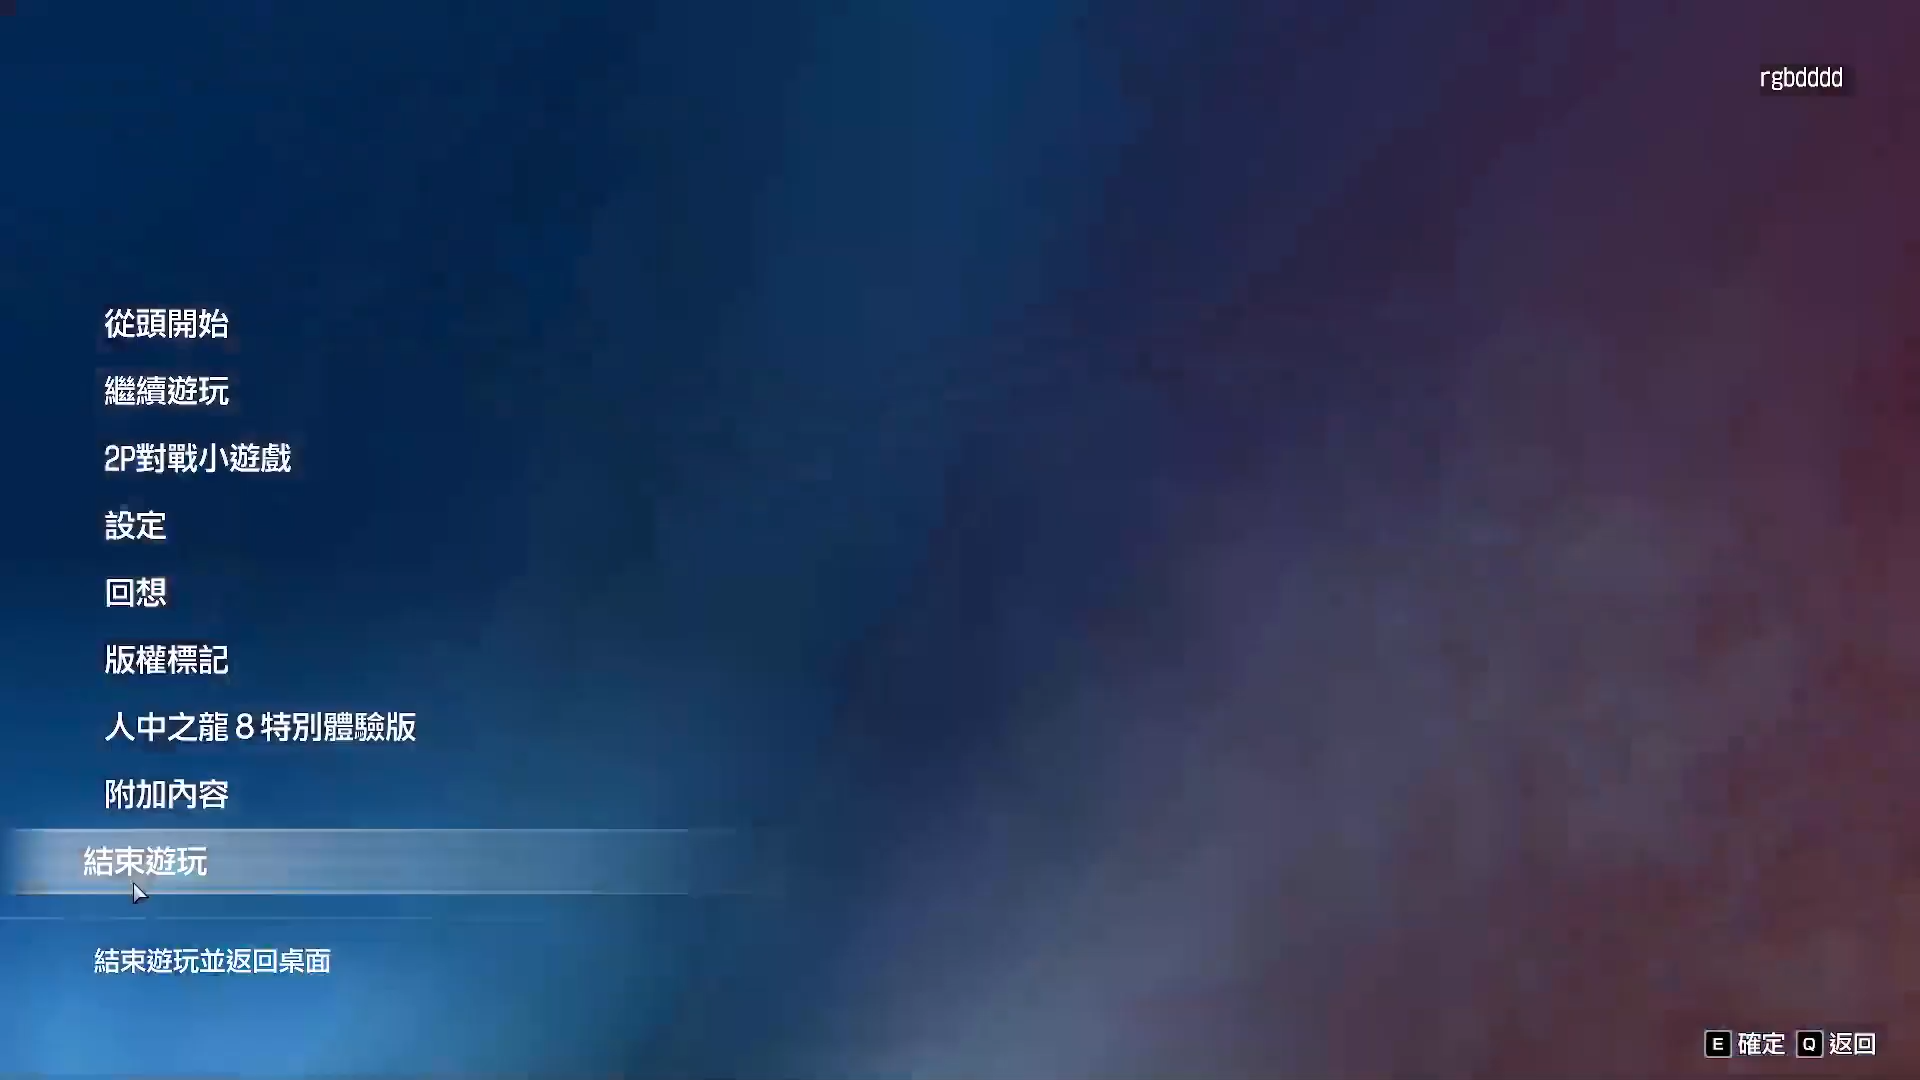 rgbdddd
從頭開始
繼續遊玩
2P對戰小遊戲
設定
回想
版權標記
人中之龍８特別體驗版
附加內容
結束遊玩
結束遊玩並返回桌面
E 確定 Q 返回